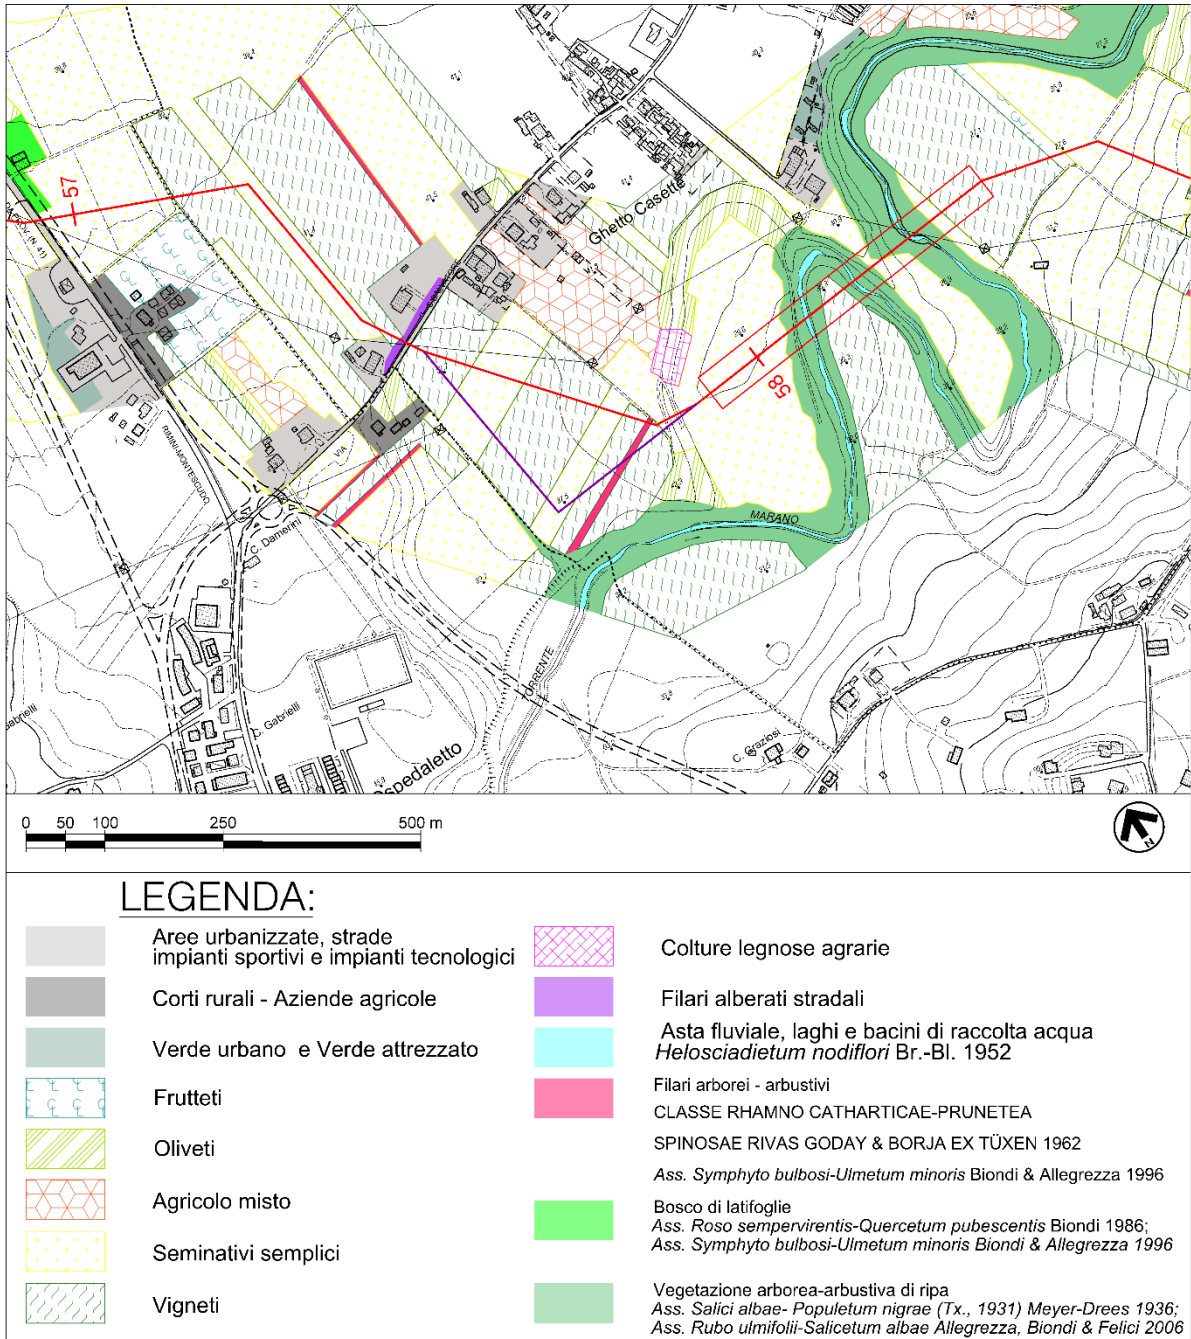 57
Ghetto Casette
58
VIA
RIMINI-MONTESCUDO
C. Damerini
MARANO
TORRENTE
C. Gabrielli
C. Graziosi
0 50 100 250 500 m
N
LEGENDA:
Aree urbanizzate, strade
impianti sportivi e impianti tecnologici
Corti rurali - Aziende agricole
Verde urbano e Verde attrezzato
Frutteti
Oliveti
Agricolo misto
Seminativi semplici
Vigneti
Colture legnose agrarie
Filari alberati stradali
Asta fluviale, laghi e bacini di raccolta acqua
Helosciadietum nodiflori Br.-Bl. 1952
Filari arborei - arbustivi
CLASSE RHAMNO CATHARTICAE-PRUNETEA
SPINOSAE RIVAS GODAY & BORJA EX TÜXEN 1962
Ass. Symphyto bulbosi-Ulmetum minoris Biondi & Allegrezza 1996
Bosco di latifoglie
Ass. Roso sempervirentis-Quercetum pubescentis Biondi 1986;
Ass. Symphyto bulbosi-Ulmetum minoris Biondi & Allegrezza 1996
Vegetazione arborea-arbustiva di ripa
Ass. Salici albae- Populetum nigrae (Tx., 1931) Meyer-Drees 1936;
Ass. Rubo ulmifolii-Salicetum albae Allegrezza, Biondi & Felici 2006